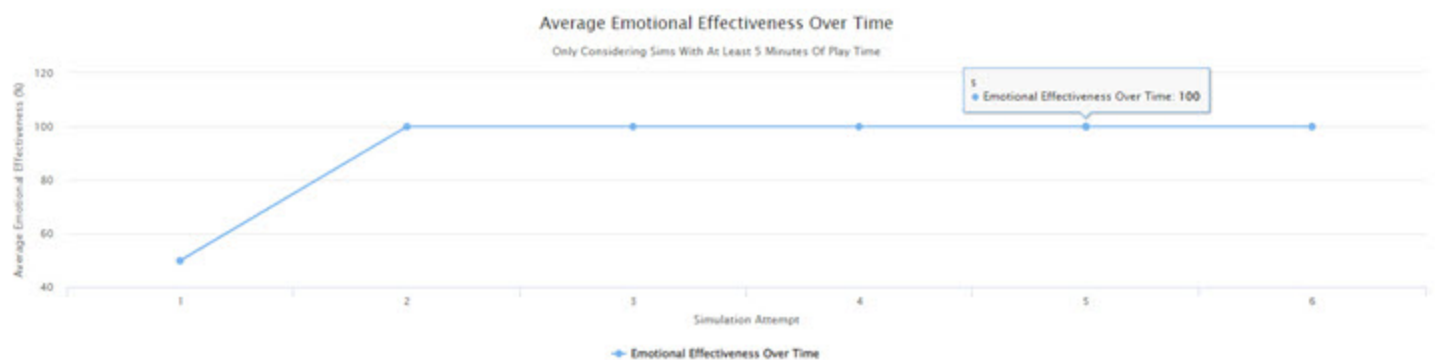 Average Emotional Effectiveness Over Time
Only Considering Sims With At Least 5 Minutes Of Play Time
Average Emotional Effectiveness (%)
120
100
80
60
40
5
Emotional Effectiveness Over Time: 100
1 2 3 4 5 6
Simulation Attempt
Emotional Effectiveness Over Time